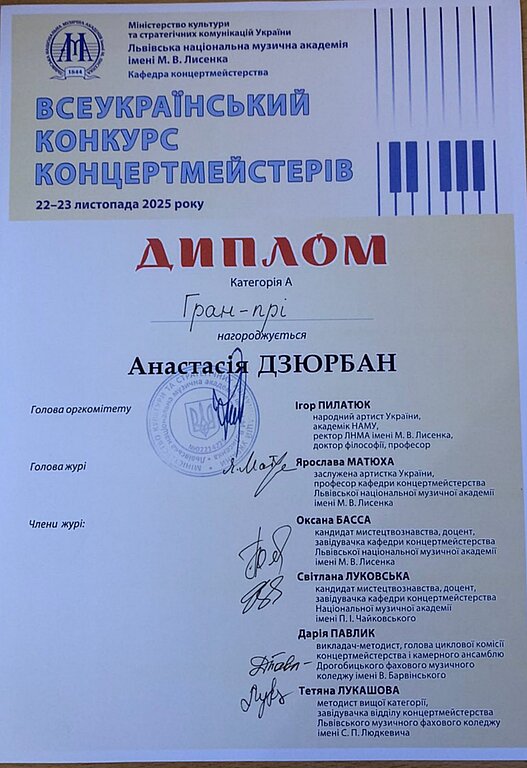 Міністерство культури
та стратегічних комунікацій України
Львівська національна музична академія
імені М. В. Лисенка
Кафедра концертмейстерства
1844
ВСЕУКРАЇНСЬКИЙ
КОНКУРС
КОНЦЕРТМЕЙСТЕРІВ
22–23 листопада 2025 року
ДИПЛОМ
Категорія А
Гран-прі
нагороджується
Анастасія ДЗЮРБАН
Голова оргкомітету
Ігор ПИЛАТЮК
народний артист України,
академік НАМУ,
ректор ЛНМА імені М. В. Лисенка,
доктор філософії, професор
Голова журі
Ярослава МАТЮХА
заслужена артистка України,
професор кафедри концертмейстерства
Львівської національної музичної академії
імені М. В. Лисенка
Члени журі:
Оксана БАССА
кандидат мистецтвознавства, доцент,
завідувачка кафедри концертмейстерства
Львівської національної музичної академії
імені М. В. Лисенка
Світлана ЛУКОВСЬКА
кандидат мистецтвознавства, доцент,
завідувачка кафедри концертмейстерства
Національної музичної академії
імені П. І. Чайковського
Дарія ПАВЛИК
викладач-методист, голова циклової комісії
концертмейстерства і камерного ансамблю
Дрогобицького фахового музичного
коледжу імені В. Барвінського
Тетяна ЛУКАШОВА
методист вищої категорії,
завідувачка відділу концертмейстерства
Львівського музичного фахового коледжу
імені С. П. Людкевича